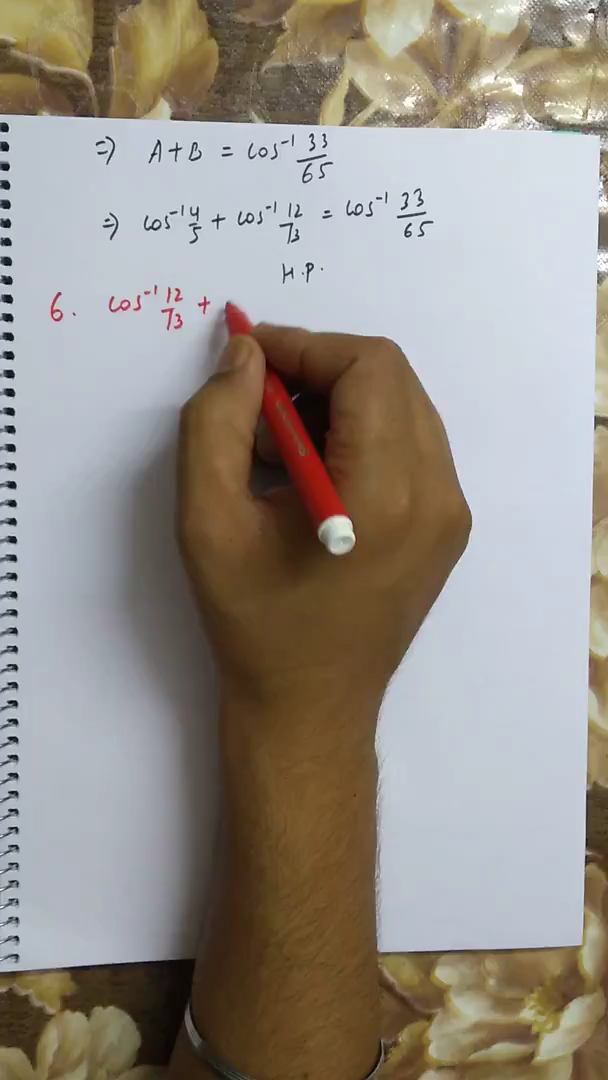 => A+B = cos⁻¹ 33/65
=> cos⁻¹ 4/5 + cos⁻¹ 12/13 = cos⁻¹ 33/65
H.P.
6. cos⁻¹ 12/13 +